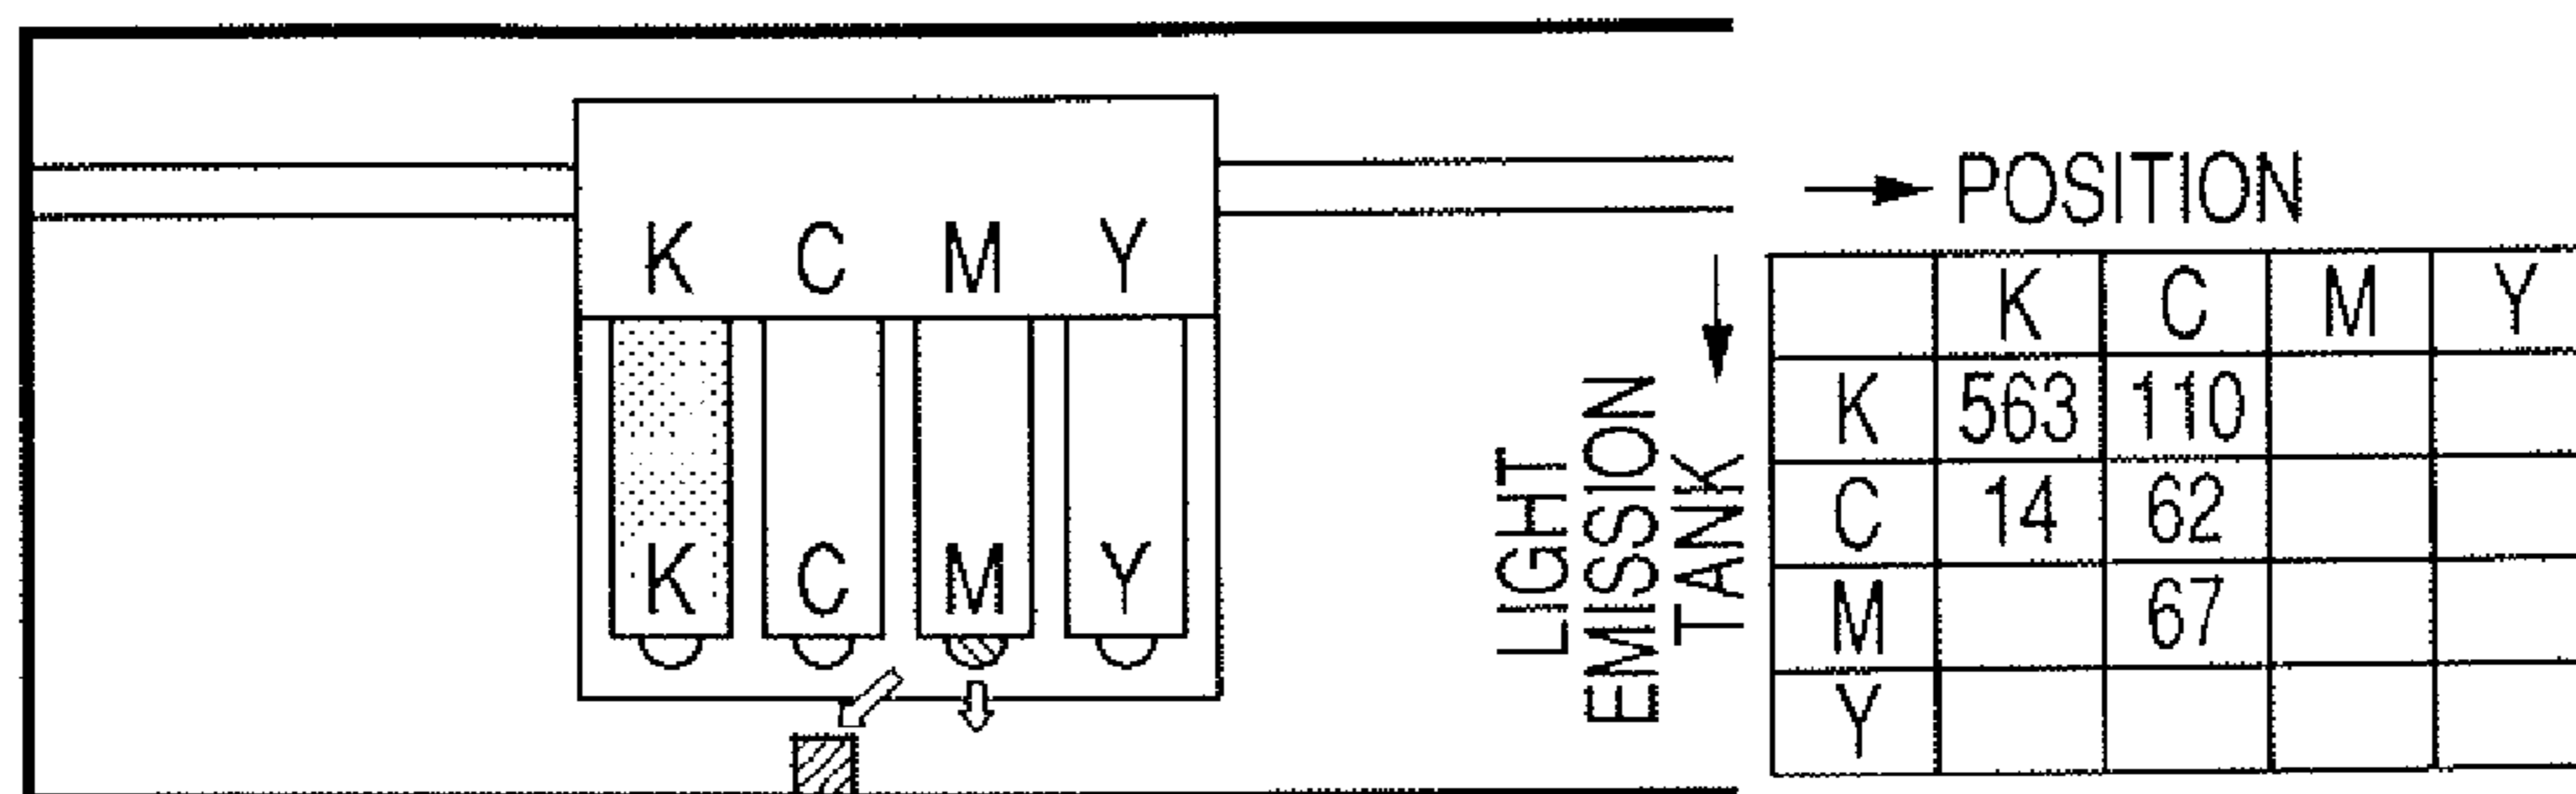 K C M Y
K C M Y
→ POSITION
LIGHT
EMISSION
TANK
K C M Y
K 563 110
C 14 62
M 67
Y